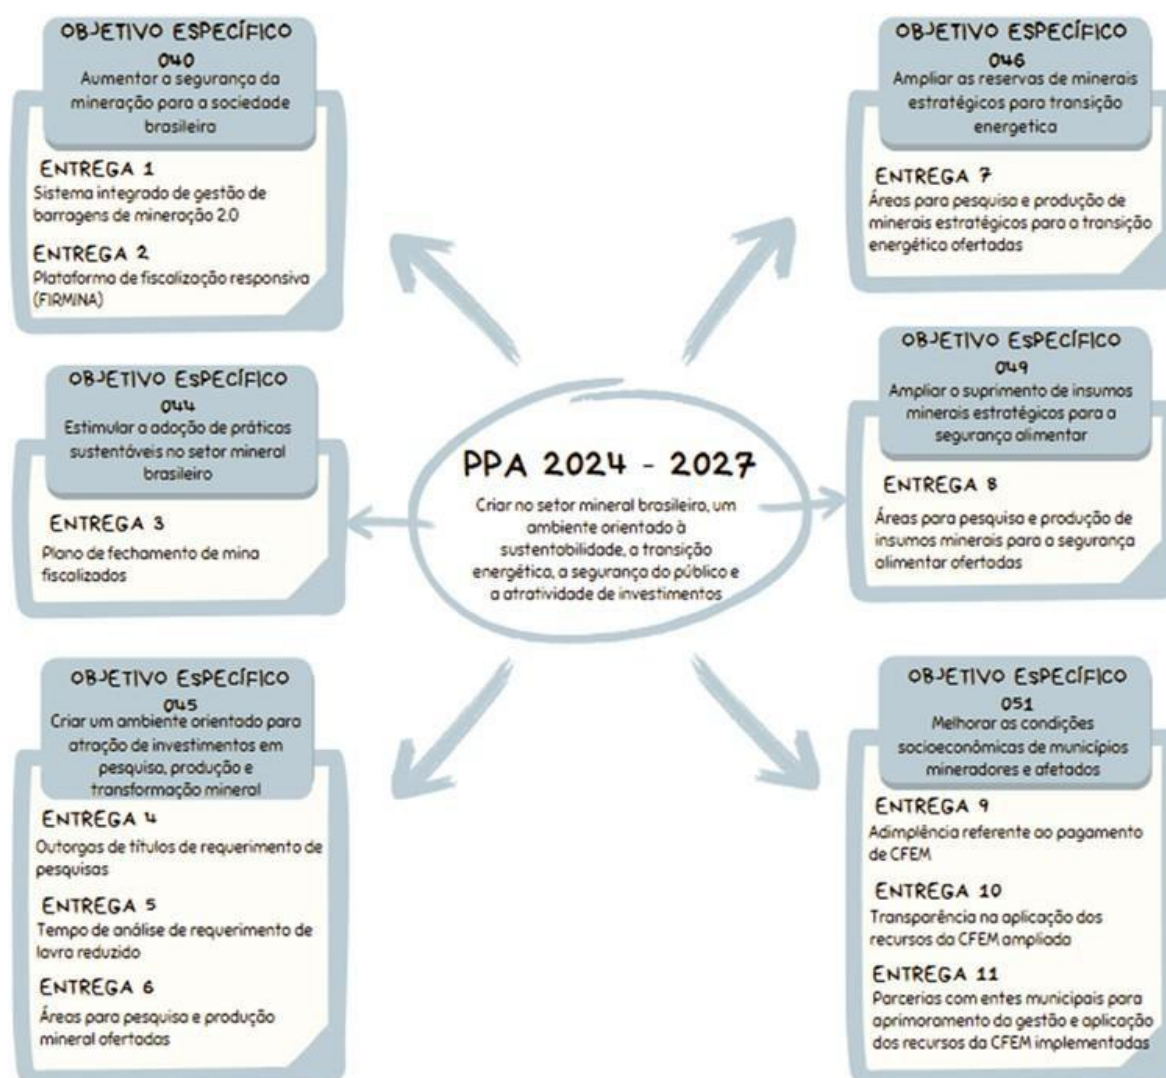 OBJETIVO ESPECÍFICO
040
Aumentar a segurança da
mineração para a sociedade
brasileira
ENTREGA 1
Sistema integrado de gestão de
barragens de mineração 2.0
ENTREGA 2
Plataforma de fiscalização responsiva
(FIRMINA)
OBJETIVO ESPECÍFICO
044
Estimular a adoção de práticas
sustentáveis no setor mineral
brasileiro
ENTREGA 3
Plano de fechamento de mina
fiscalizados
OBJETIVO ESPECÍFICO
045
Criar um ambiente orientado para
atração de investimentos em
pesquisa, produção e
transformação mineral
ENTREGA 4
Outorgas de títulos de requerimento de
pesquisas
ENTREGA 5
Tempo de análise de requerimento de
lavra reduzido
ENTREGA 6
Áreas para pesquisa e produção
mineral ofertadas
PPA 2024 - 2027
Criar no setor mineral brasileiro, um
ambiente orientado à
sustentabilidade, a transição
energética, a segurança do público e
a atratividade de investimentos
OBJETIVO ESPECÍFICO
046
Ampliar as reservas de minerais
estratégicos para transição
energetica
ENTREGA 7
Áreas para pesquisa e produção de
minerais estratégicos para a transição
energética ofertadas
OBJETIVO ESPECÍFICO
049
Ampliar o suprimento de insumos
minerais estratégicos para a
segurança alimentar
ENTREGA 8
Áreas para pesquisa e produção de
insumos minerais para a segurança
alimentar ofertadas
OBJETIVO ESPECÍFICO
051
Melhorar as condições
socioeconômicas de municípios
mineradores e afetados
ENTREGA 9
Adimplência referente ao pagamento
de CFEM
ENTREGA 10
Transparência na aplicação dos
recursos da CFEM ampliada
ENTREGA 11
Parcerias com entes municipais para
aprimoramento da gestão e aplicação
dos recursos da CFEM implementadas